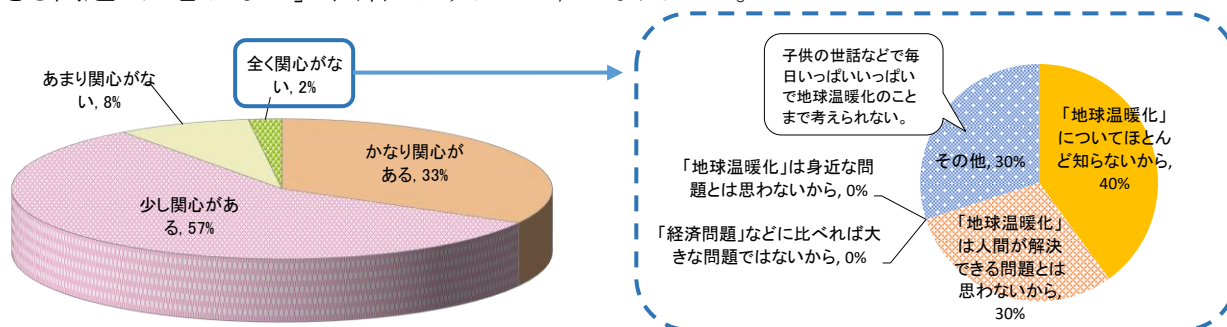 全く関心がな
い, 2%
あまり関心がな
い, 8%
かなり関心が
ある, 33%
少し関心があ
る, 57%
子供の世話などで毎
日いっぱいいっぱい
で地球温暖化のこと
まで考えられない。
「地球温暖化」
についてほとん
ど知らないから,
40%
その他, 30%
「地球温暖化」は身近な問
題とは思わないから, 0%
「経済問題」などに比べれば大
きな問題ではないから, 0%
「地球温暖化」
は人間が解決
できる問題とは
思わないから,
30%